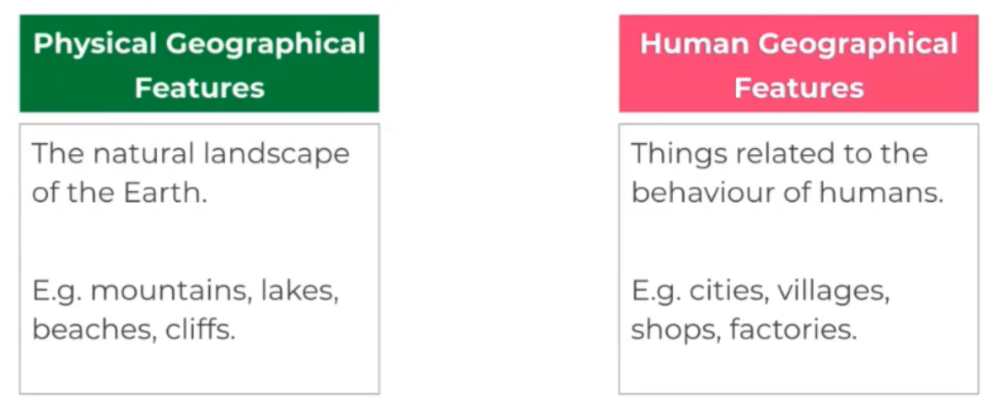 Physical Geographical
Features
The natural landscape
of the Earth.
E.g. mountains, lakes,
beaches, cliffs.
Human Geographical
Features
Things related to the
behaviour of humans.
E.g. cities, villages,
shops, factories.